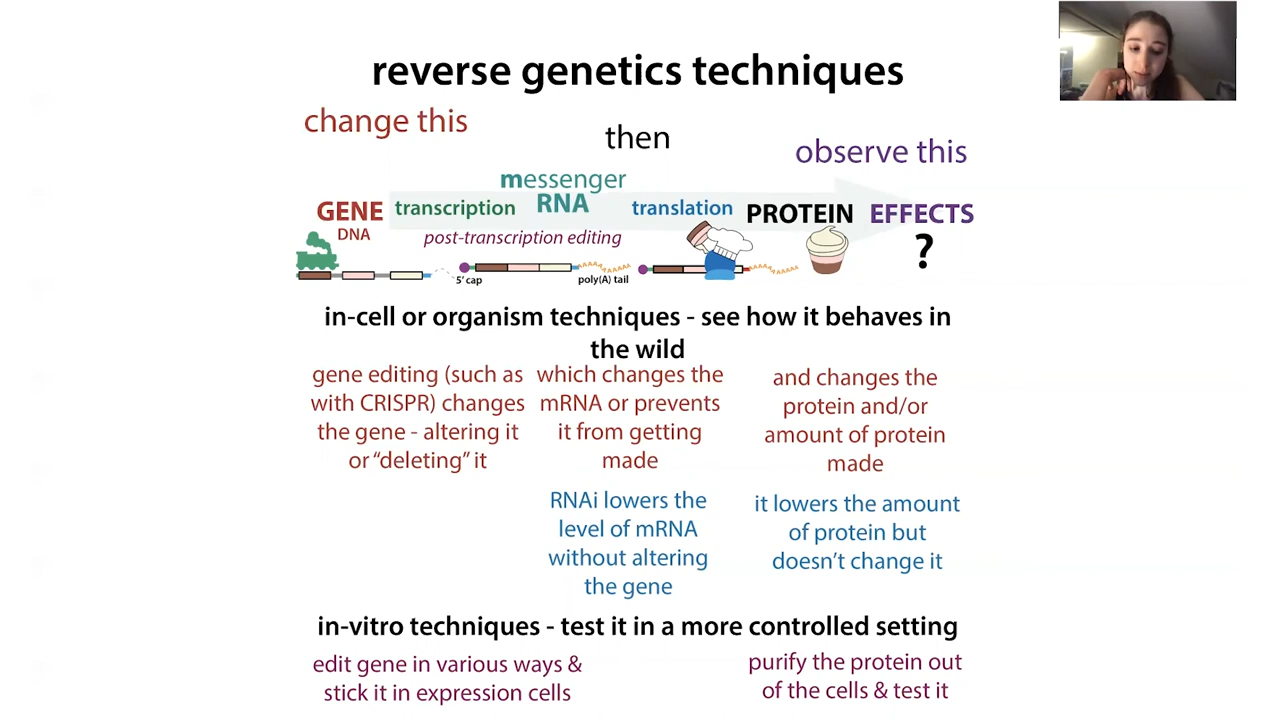 reverse genetics techniques
change this
then
observe this
messenger
GENE transcription RNA translation PROTEIN EFFECTS
DNA
post-transcription editing
?
5' cap
poly(A) tail
in-cell or organism techniques - see how it behaves in
the wild
gene editing (such as
with CRISPR) changes
the gene - altering it
or “deleting” it
which changes the
mRNA or prevents
it from getting
made
and changes the
protein and/or
amount of protein
made
RNAi lowers the
level of mRNA
without altering
the gene
it lowers the amount
of protein but
doesn’t change it
in-vitro techniques - test it in a more controlled setting
edit gene in various ways &
stick it in expression cells
purify the protein out
of the cells & test it